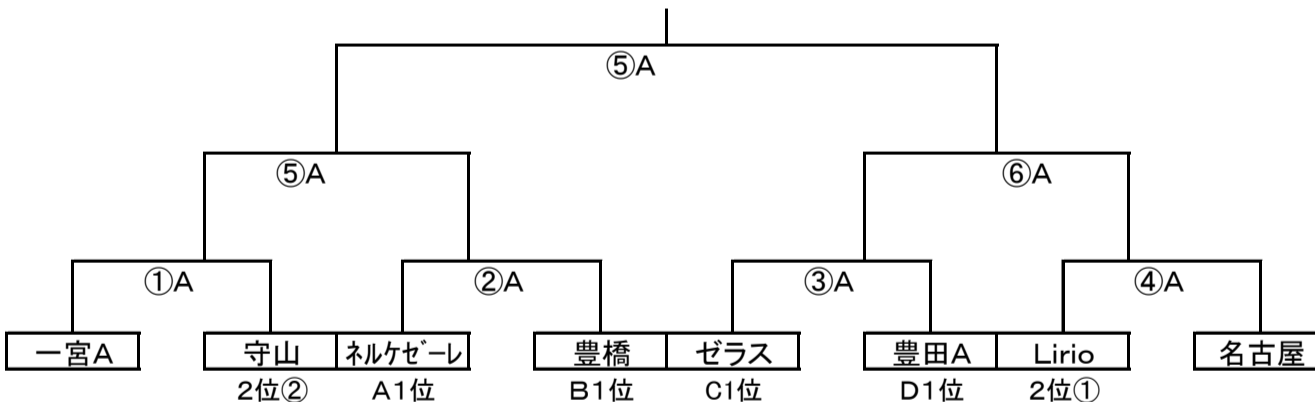 ⑤A
⑤A ⑥A
①A ②A ③A ④A
一宮A 守山 ネルケゼーレ 豊橋 ゼラス 豊田A Lirio 名古屋
2位② A1位 B1位 C1位 D1位 2位①